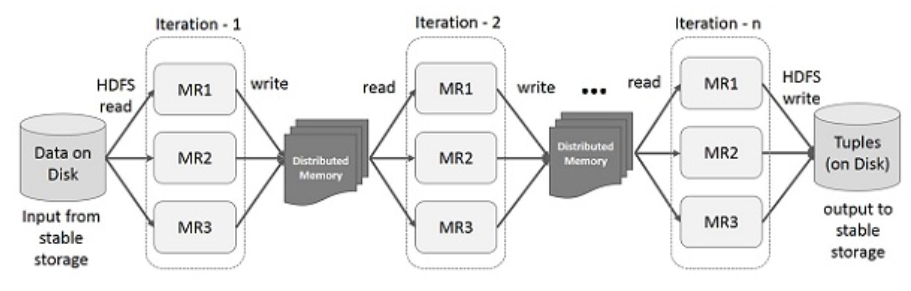 Iteration - 1
Iteration - 2
Iteration - n
HDFS
read
MR1
write
read
MR1
write
•••
read
MR1
HDFS
write
Data on
Disk
MR2
Distributed
Memory
MR2
Distributed
Memory
MR2
Tuples
(on Disk)
Input from
stable
storage
MR3
MR3
MR3
output to
stable
storage